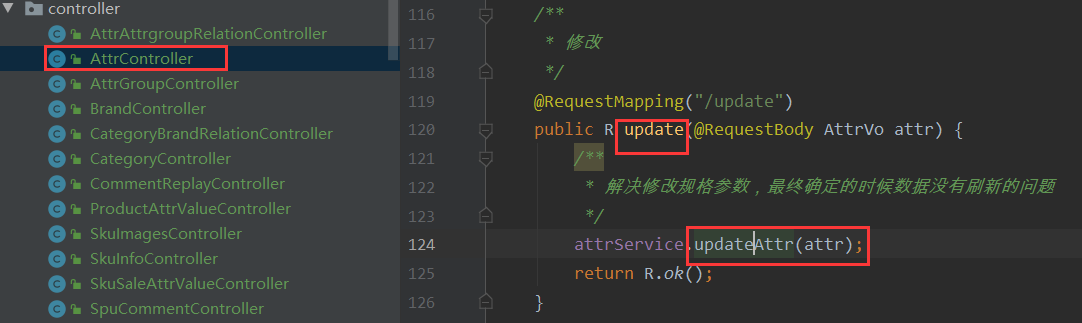 controller
AttrAttrgroupRelationController
AttrController
AttrGroupController
BrandController
CategoryBrandRelationController
CategoryController
CommentReplayController
ProductAttrValueController
SkuImagesController
SkuInfoController
SkuSaleAttrValueController
SpuCommentController
116 /**
117 * 修改
118 */
119 @RequestMapping("/update")
120 public R update(@RequestBody AttrVo attr) {
121 /**
122 * 解决修改规格参数，最终确定的时候数据没有刷新的问题
123 */
124 attrService.updateAttr(attr);
125 return R.ok();
126 }